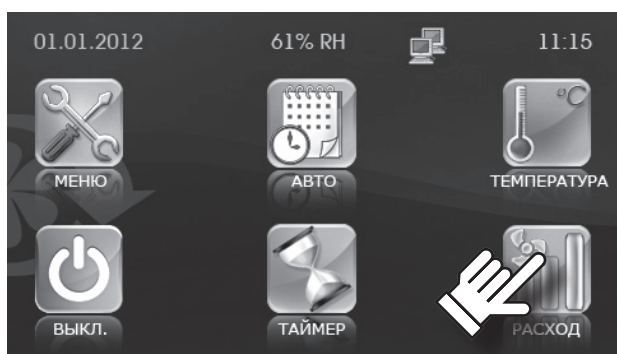 01.01.2012 61% RH 11:15
°C
МЕНЮ АВТО ТЕМПЕРАТУРА
ВЫКЛ. ТАЙМЕР РАСХОД